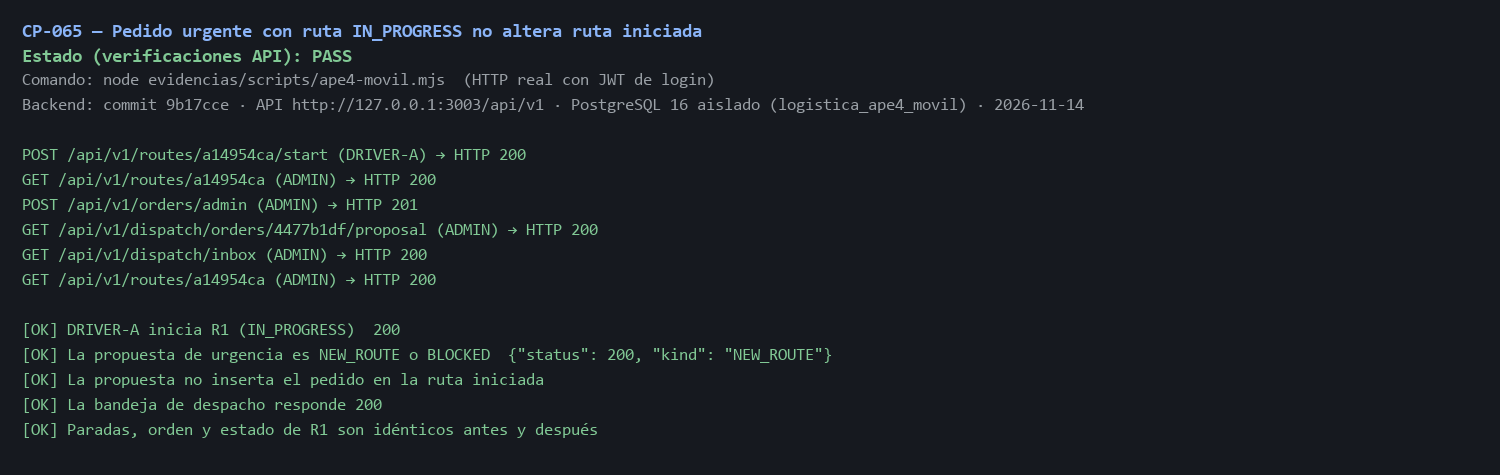 CP-065 — Pedido urgente con ruta IN_PROGRESS no altera ruta iniciada
Estado (verificaciones API): PASS
Comando: node evidencias/scripts/ape4-movil.mjs  (HTTP real con JWT de login)
Backend: commit 9b17cce · API http://127.0.0.1:3003/api/v1 · PostgreSQL 16 aislado (logistica_ape4_movil) · 2026-11-14
POST /api/v1/routes/a14954ca/start (DRIVER-A) → HTTP 200
GET /api/v1/routes/a14954ca (ADMIN) → HTTP 200
POST /api/v1/orders/admin (ADMIN) → HTTP 201
GET /api/v1/dispatch/orders/4477b1df/proposal (ADMIN) → HTTP 200
GET /api/v1/dispatch/inbox (ADMIN) → HTTP 200
GET /api/v1/routes/a14954ca (ADMIN) → HTTP 200
[OK] DRIVER-A inicia R1 (IN_PROGRESS)  200
[OK] La propuesta de urgencia es NEW_ROUTE o BLOCKED  {"status": 200, "kind": "NEW_ROUTE"}
[OK] La propuesta no inserta el pedido en la ruta iniciada
[OK] La bandeja de despacho responde 200
[OK] Paradas, orden y estado de R1 son idénticos antes y después